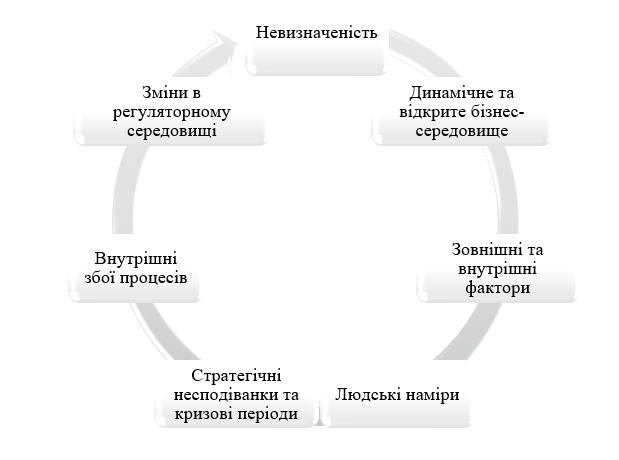 Невизначеність
Динамічне та
відкрите бізнес-
середовище
Зовнішні та
внутрішні
фактори
Людські наміри
Стратегічні
несподіванки та
кризові періоди
Внутрішні
збої процесів
Зміни в
регуляторному
середовищі